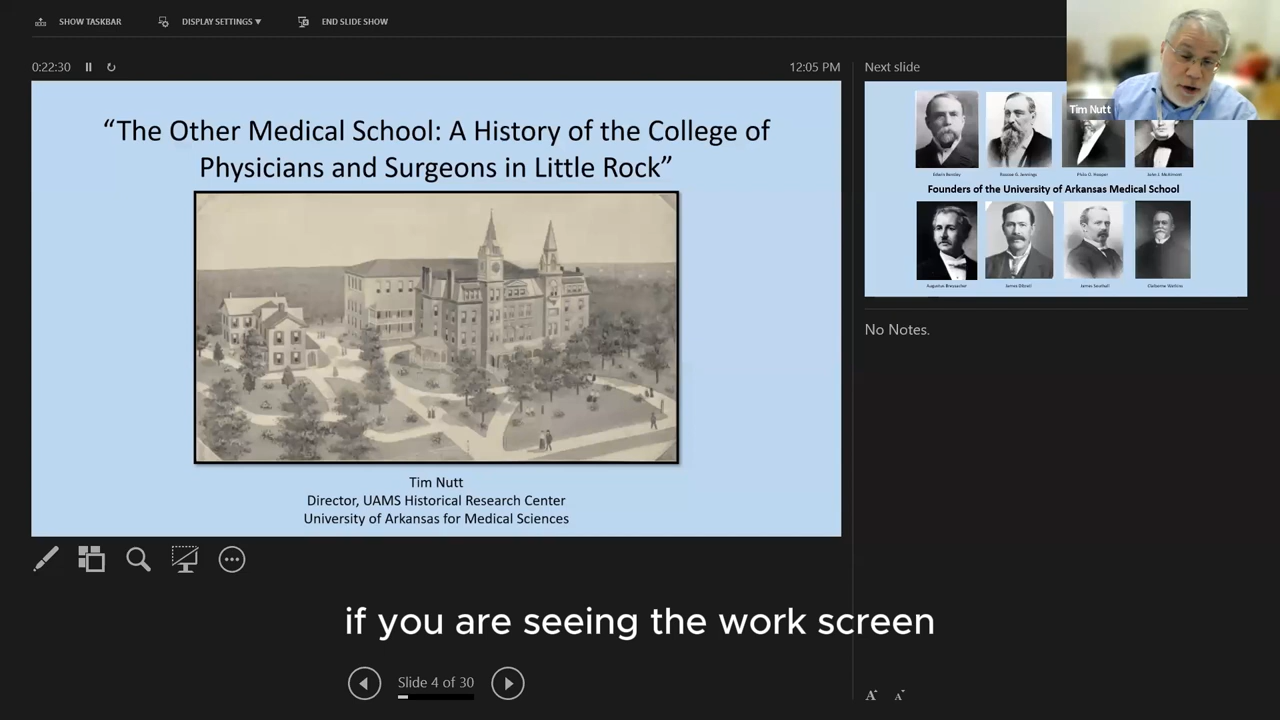 SHOW TASKBAR
DISPLAY SETTINGS ▼
END SLIDE SHOW
0:22:30
12:05 PM
Next slide
Tim Nutt
“The Other Medical School: A History of the College of
Physicians and Surgeons in Little Rock”
Tim Nutt
Director, UAMS Historical Research Center
University of Arkansas for Medical Sciences
Founders of the University of Arkansas Medical School
No Notes.
if you are seeing the work screen
Slide 4 of 30
A
A